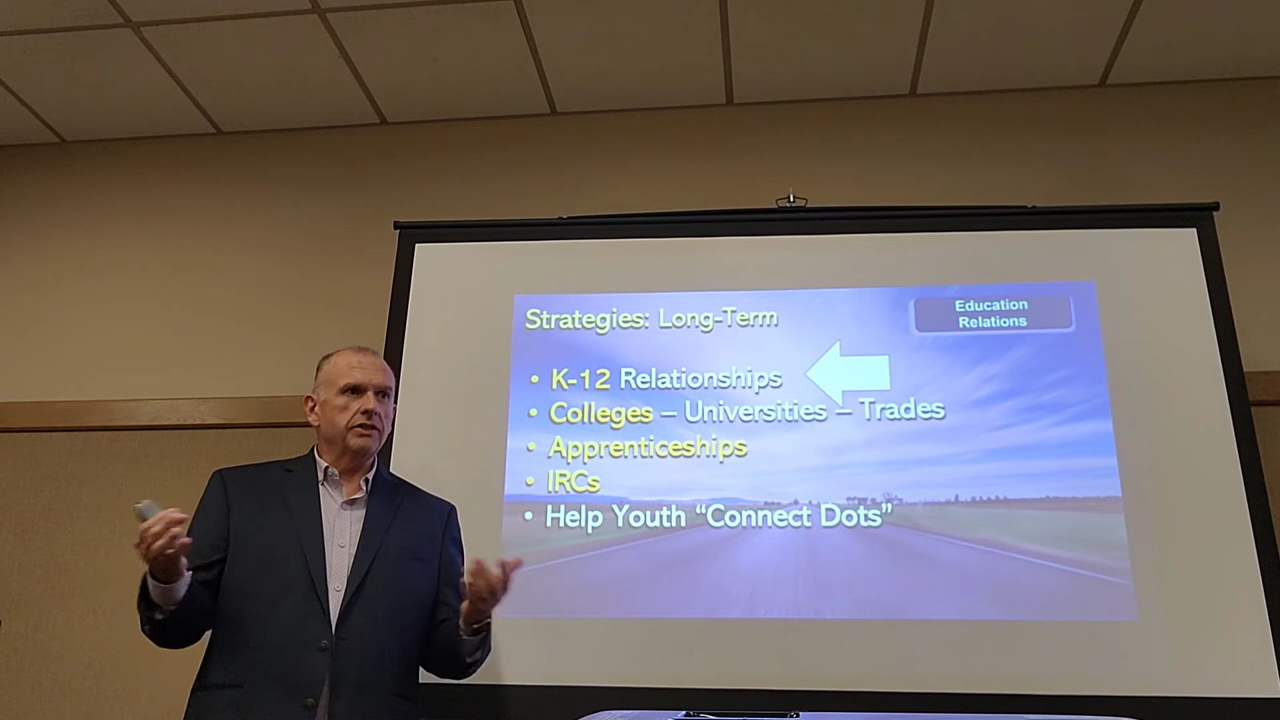 Strategies: Long-Term
Education
Relations
• K-12 Relationships
• Colleges – Universities – Trades
• Apprenticeships
• IRCs
• Help Youth “Connect Dots”